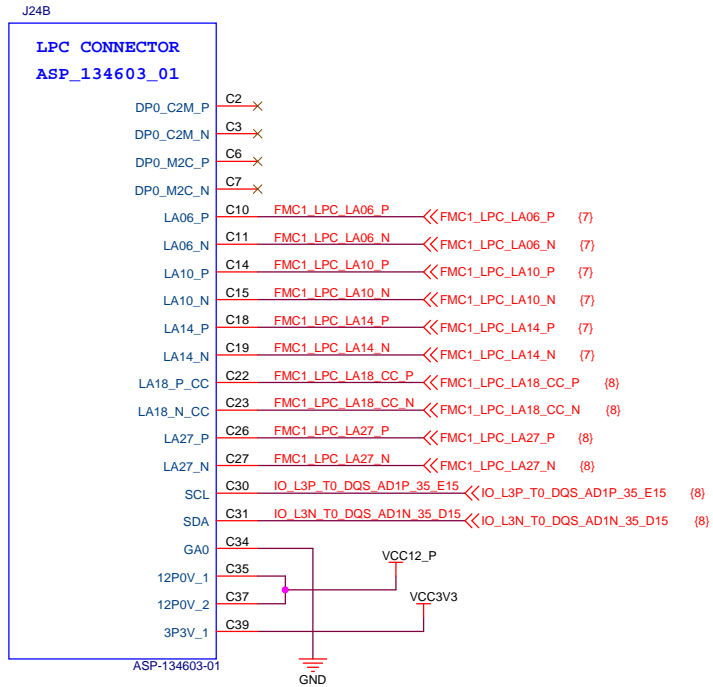 J24B
LPC CONNECTOR
ASP_134603_01
DP0_C2M_P C2
DP0_C2M_N C3
DP0_M2C_P C6
DP0_M2C_N C7
LA06_P C10 FMC1_LPC_LA06_P FMC1_LPC_LA06_P {7}
LA06_N C11 FMC1_LPC_LA06_N FMC1_LPC_LA06_N {7}
LA10_P C14 FMC1_LPC_LA10_P FMC1_LPC_LA10_P {7}
LA10_N C15 FMC1_LPC_LA10_N FMC1_LPC_LA10_N {7}
LA14_P C18 FMC1_LPC_LA14_P FMC1_LPC_LA14_P {7}
LA14_N C19 FMC1_LPC_LA14_N FMC1_LPC_LA14_N {7}
LA18_P_CC C22 FMC1_LPC_LA18_CC_P FMC1_LPC_LA18_CC_P {8}
LA18_N_CC C23 FMC1_LPC_LA18_CC_N FMC1_LPC_LA18_CC_N {8}
LA27_P C26 FMC1_LPC_LA27_P FMC1_LPC_LA27_P {8}
LA27_N C27 FMC1_LPC_LA27_N FMC1_LPC_LA27_N {8}
SCL C30 IO_L3P_T0_DQS_AD1P_35_E15 IO_L3P_T0_DQS_AD1P_35_E15 {8}
SDA C31 IO_L3N_T0_DQS_AD1N_35_D15 IO_L3N_T0_DQS_AD1N_35_D15 {8}
GA0 C34
VCC12_P
12P0V_1 C35
12P0V_2 C37
VCC3V3
3P3V_1 C39
ASP-134603-01
GND